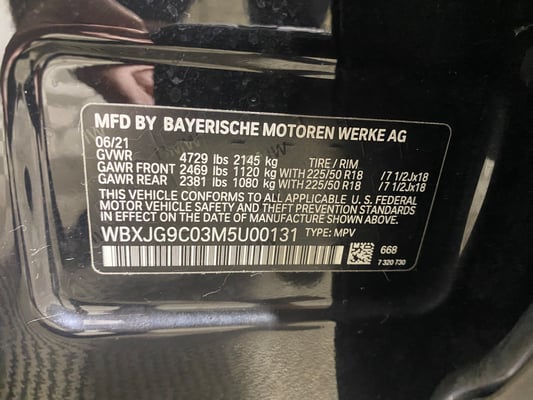 MFD BY BAYERISCHE MOTOREN WERKE AG
06/21
GVWR 4729 lbs 2145 kg TIRE / RIM
GAWR FRONT 2469 lbs 1120 kg WITH 225/50 R18 /7 1/2Jx18
GAWR REAR 2381 lbs 1080 kg WITH 225/50 R18 /7 1/2Jx18
THIS VEHICLE CONFORMS TO ALL APPLICABLE U. S. FEDERAL
MOTOR VEHICLE SAFETY AND THEFT PREVENTION STANDARDS
IN EFFECT ON THE DATE OF MANUFACTURE SHOWN ABOVE.
WBXJG9C03M5U00131 TYPE: MPV
668
7 320 730